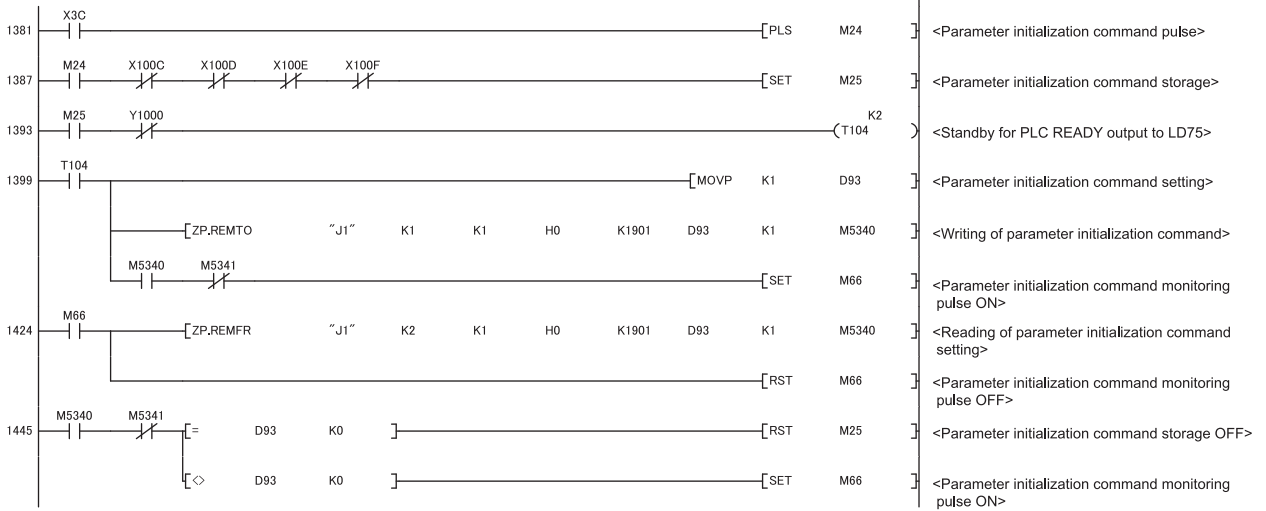 X3C
1381 [PLS M24 ] <Parameter initialization command pulse>
M24 X100C X100D X100E X100F
1387 [SET M25 ] <Parameter initialization command storage>
M25 Y1000 K2
1393 (T104 ) <Standby for PLC READY output to LD75>
T104
1399 [MOVP K1 D93 ] <Parameter initialization command setting>
[ZP.REMTO "J1" K1 K1 H0 K1901 D93 K1 M5340 ] <Writing of parameter initialization command>
M5340 M5341
[SET M66 ] <Parameter initialization command monitoring
pulse ON>
M66
1424 [ZP.REMFR "J1" K2 K1 H0 K1901 D93 K1 M5340 ] <Reading of parameter initialization command
setting>
[RST M66 ] <Parameter initialization command monitoring
pulse OFF>
M5340 M5341
1445 [= D93 K0 ] [RST M25 ] <Parameter initialization command storage OFF>
[<> D93 K0 ] [SET M66 ] <Parameter initialization command monitoring
pulse ON>